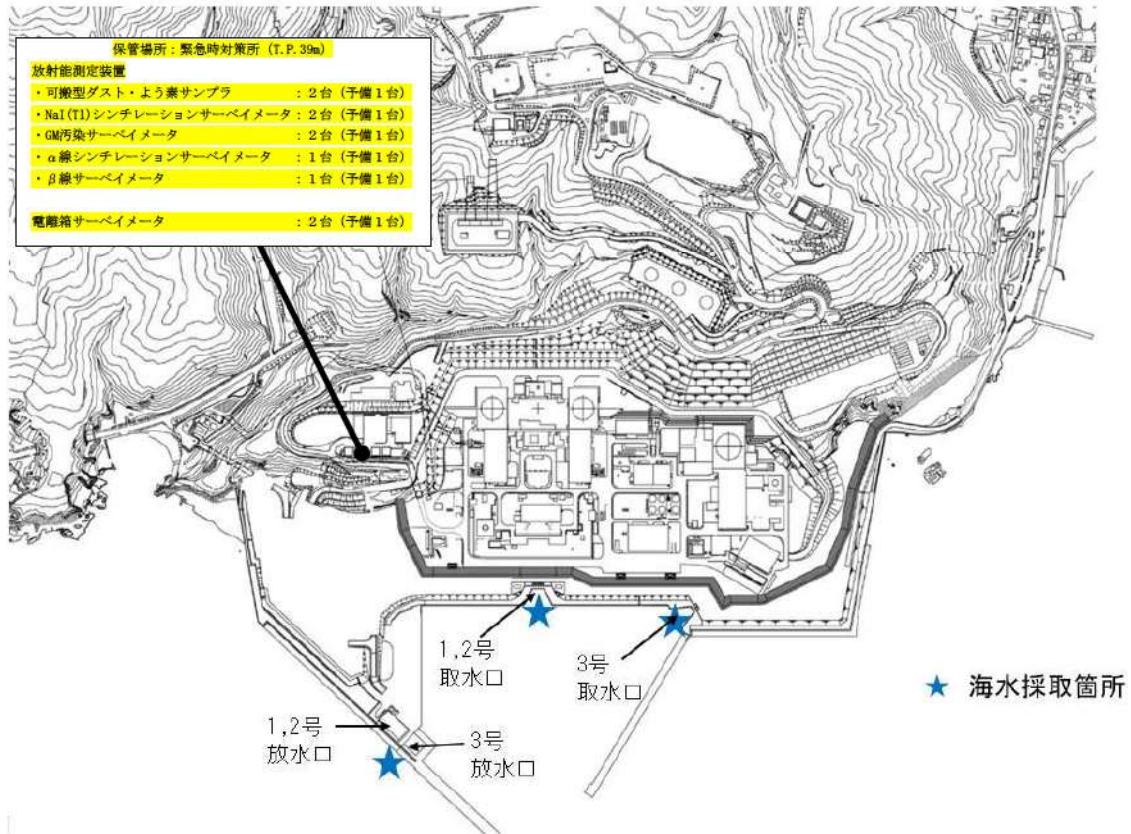 保管場所：緊急時対策所（T.P.39m）
放射能測定装置
・可搬型ダスト・よう素サンプラ ：２台（予備１台）
・NaI(Tl)シンチレーションサーベイメータ：２台（予備１台）
・GM汚染サーベイメータ ：２台（予備１台）
・α線シンチレーションサーベイメータ ：１台（予備１台）
・β線サーベイメータ ：１台（予備１台）
電離箱サーベイメータ ：２台（予備１台）
1,2号
取水口
3号
取水口
★ 海水採取箇所
1,2号
放水口
3号
放水口